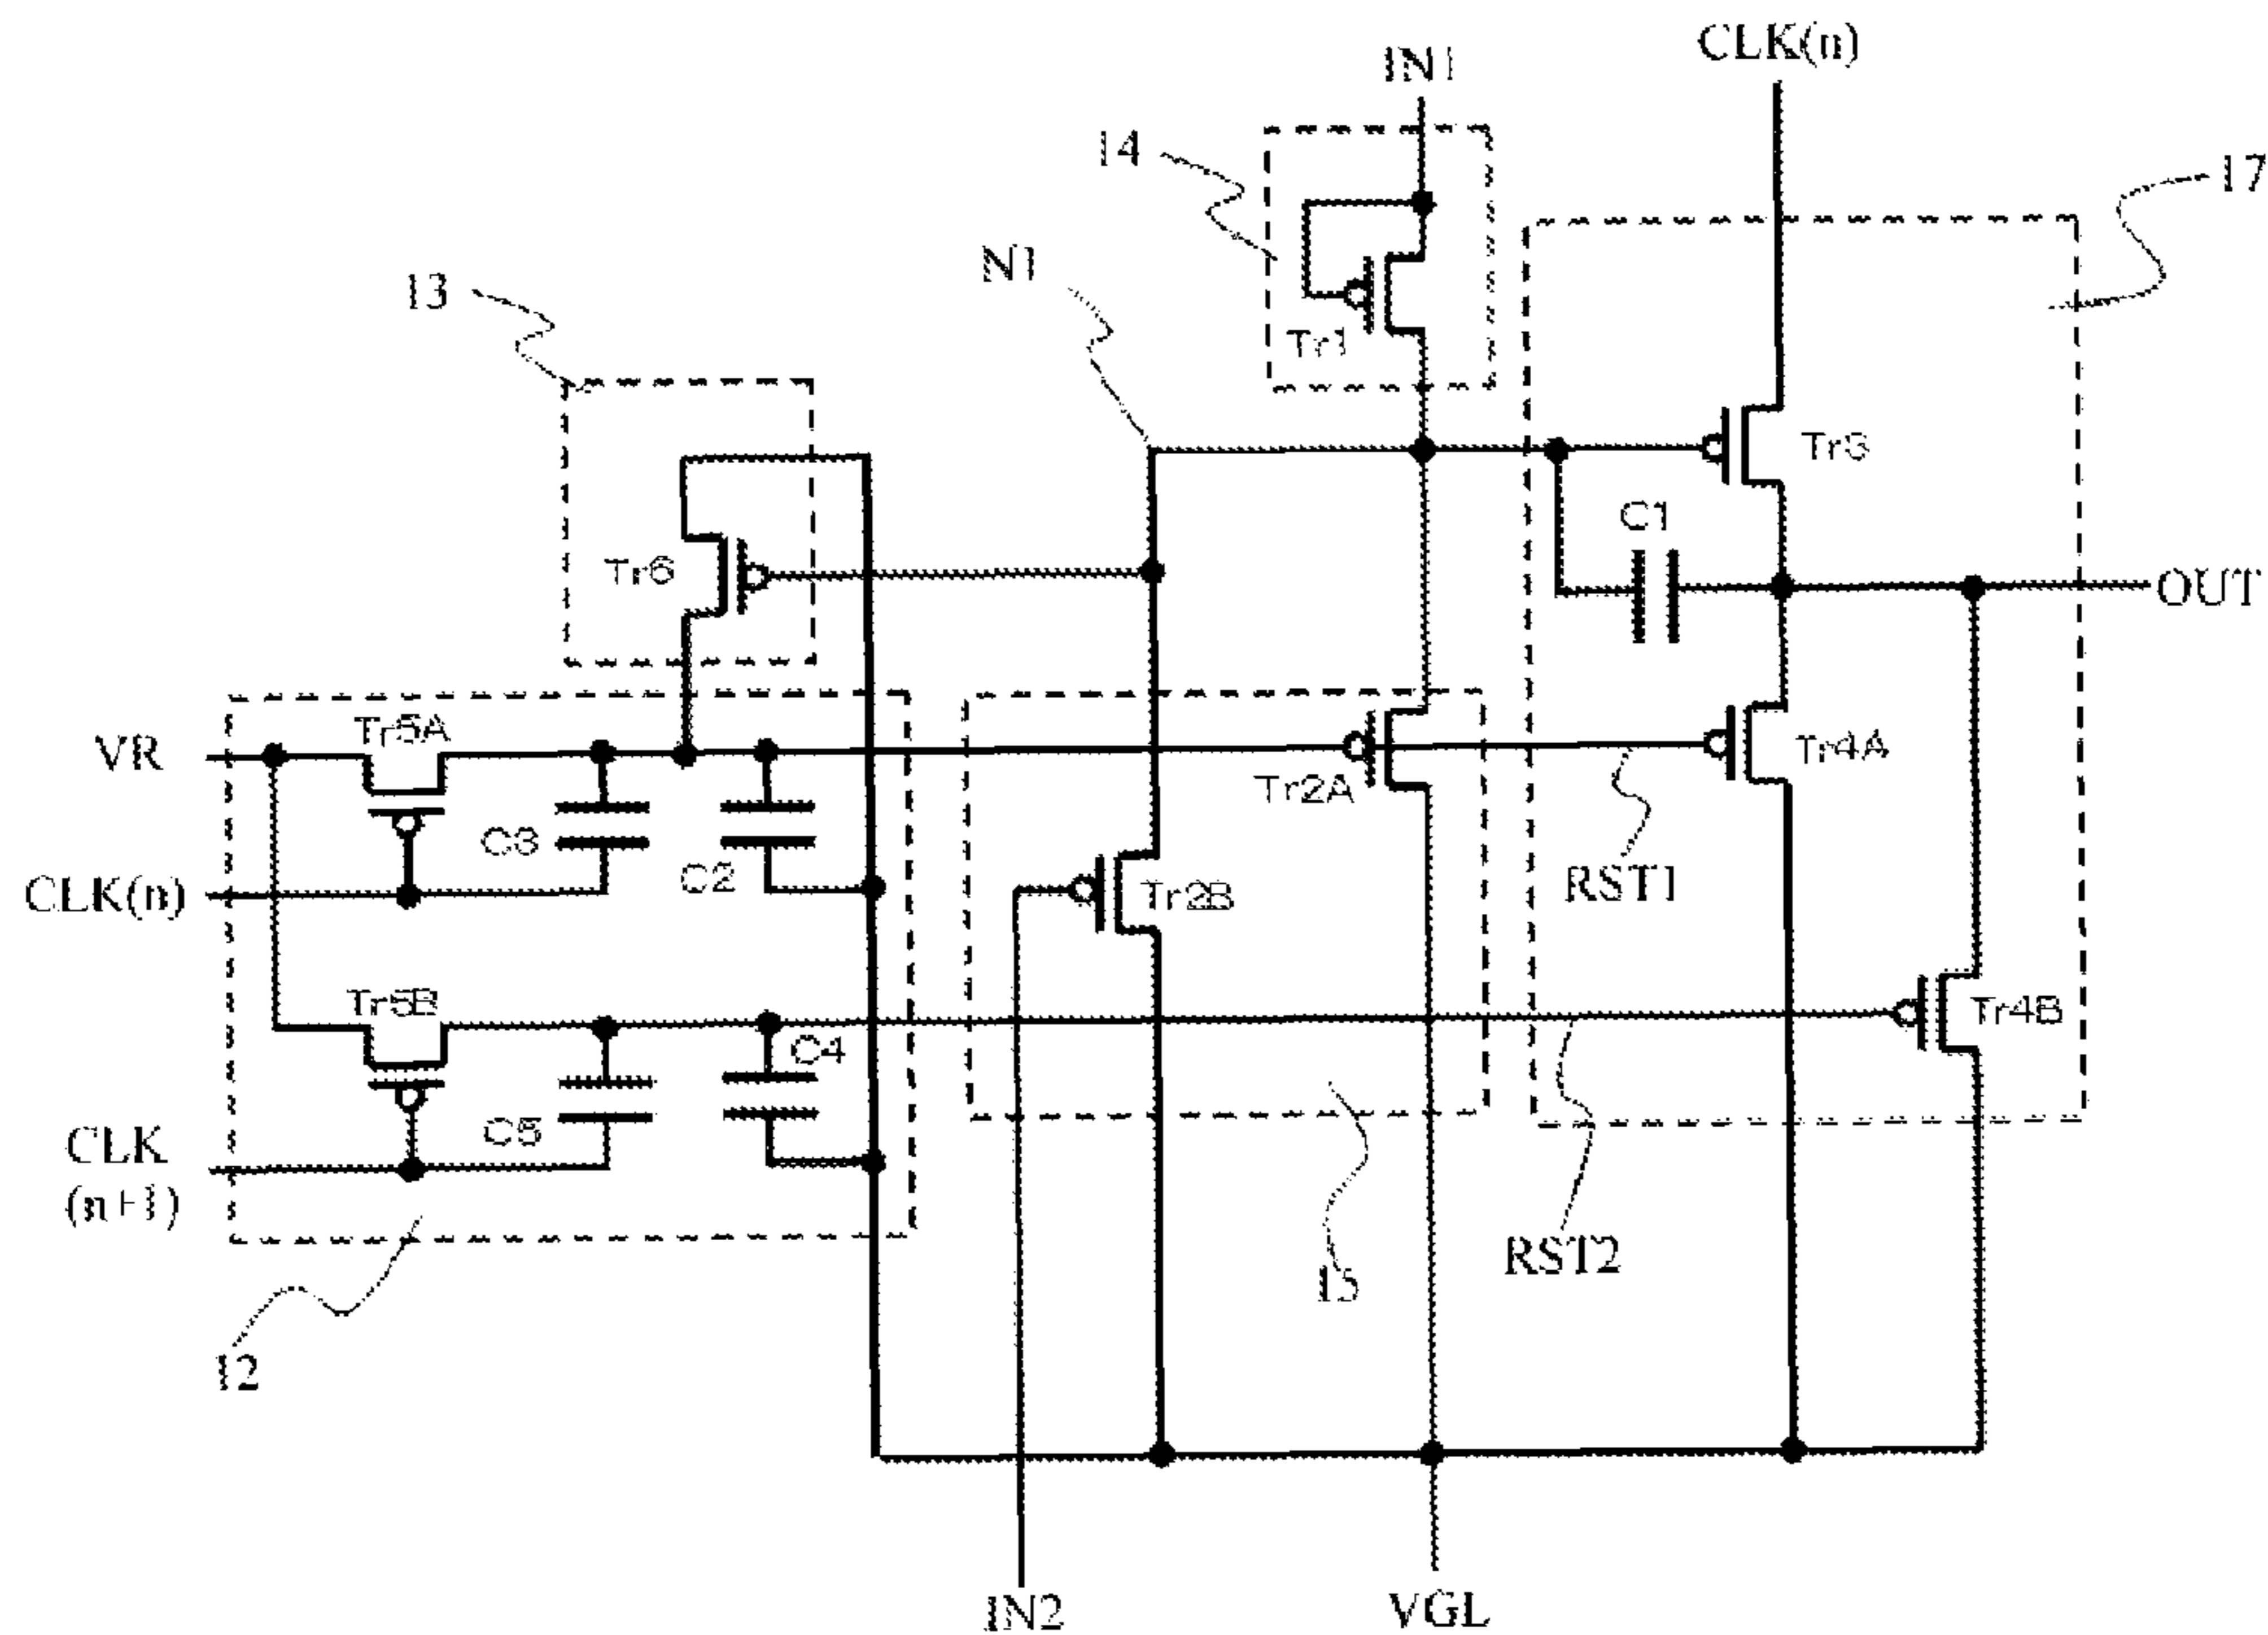 CLK(n)
IN1
14
17
N1
13
Tr1
Tr3
C1
OUT
Tr6
Tr5A
VR
Tr4A
Tr2A
C3
C2
CLK(n)
RST1
Tr2B
Tr5B
Tr4B
C4
C5
CLK
(n+1)
RST2
15
12
IN2
VGL